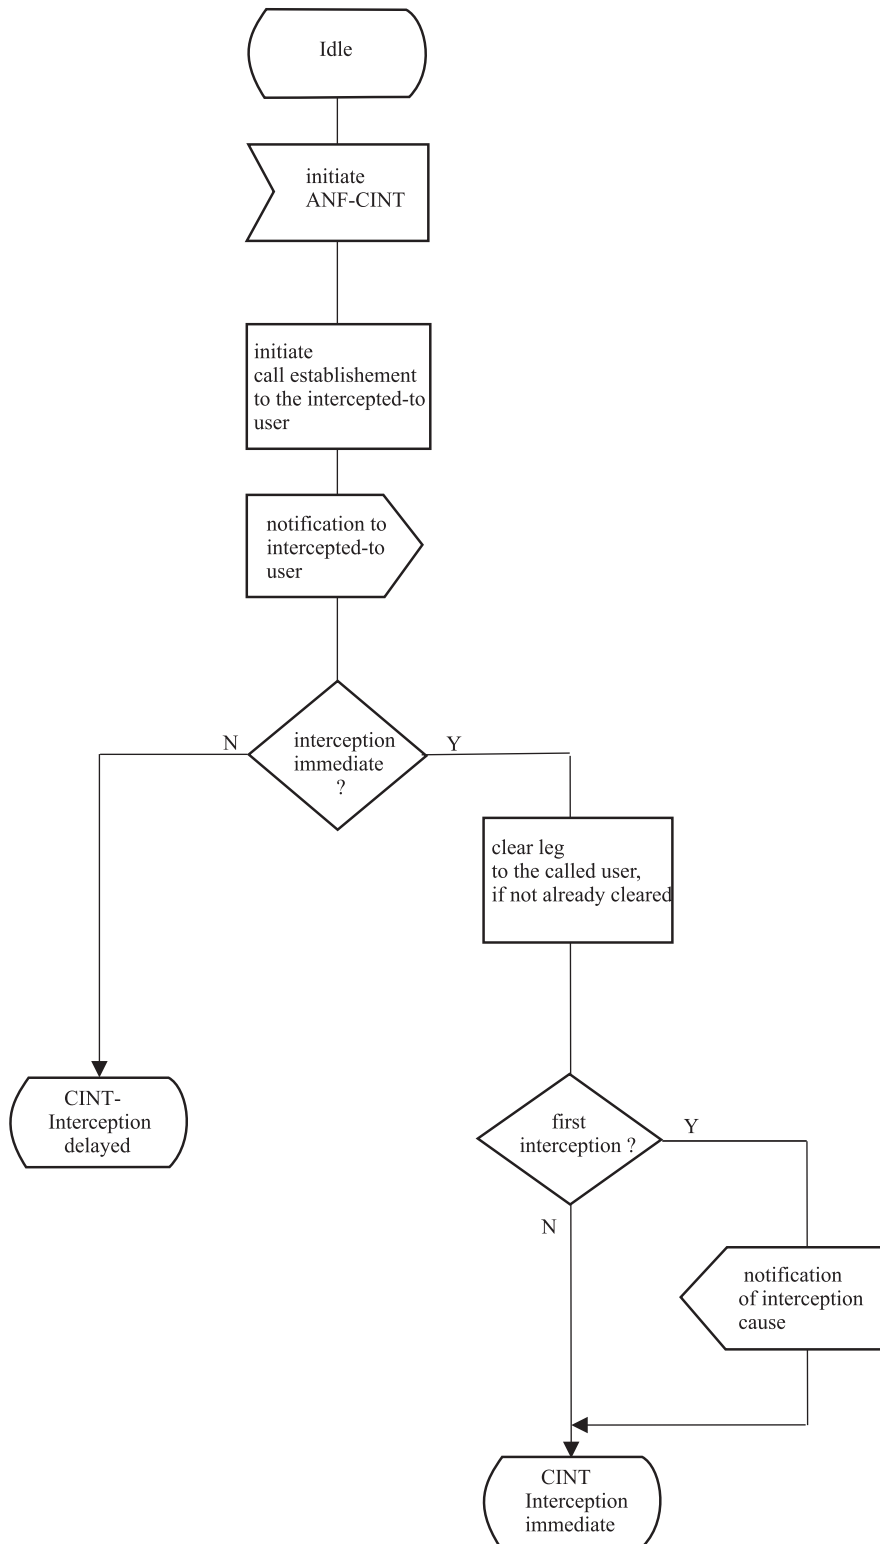 Idle
initiate
ANF-CINT
initiate
call establishement
to the intercepted-to
user
notification to
intercepted-to
user
interception
immediate
?
N
Y
clear leg
to the called user,
if not already cleared
CINT-
Interception
delayed
first
interception ?
Y
N
notification
of interception
cause
CINT
Interception
immediate